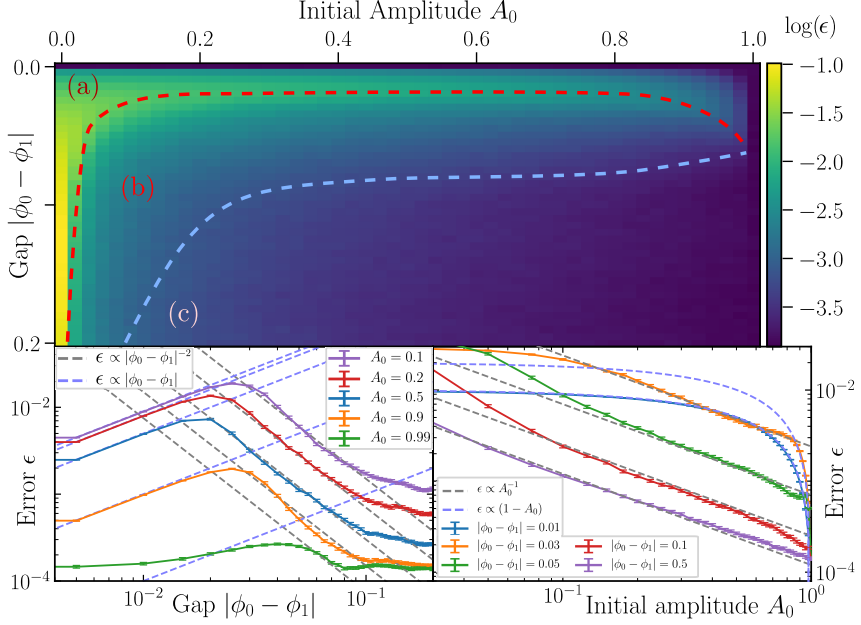 Initial Amplitude A₀
0.0 0.2 0.4 0.6 0.8 1.0
log(ϵ)
0.0
0.2
Gap |ϕ₀ − ϕ₁|
(a)
(b)
(c)
−1.0
−1.5
−2.0
−2.5
−3.0
−3.5
ϵ ∝ |ϕ₀ − ϕ₁|⁻²
ϵ ∝ |ϕ₀ − ϕ₁|
A₀ = 0.1
A₀ = 0.2
A₀ = 0.5
A₀ = 0.9
A₀ = 0.99
10⁻²
10⁻⁴
Error ϵ
10⁻² 10⁻¹
Gap |ϕ₀ − ϕ₁|
ϵ ∝ A₀⁻¹
ϵ ∝ (1 − A₀)
|ϕ₀ − ϕ₁| = 0.01
|ϕ₀ − ϕ₁| = 0.03
|ϕ₀ − ϕ₁| = 0.05
|ϕ₀ − ϕ₁| = 0.1
|ϕ₀ − ϕ₁| = 0.5
10⁻²
10⁻⁴
Error ϵ
10⁻¹ 10⁰
Initial amplitude A₀